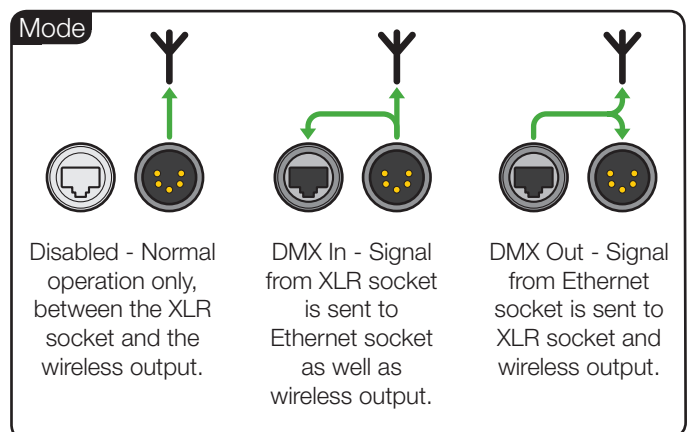 Mode
Disabled - Normal
operation only,
between the XLR
socket and the
wireless output.
DMX In - Signal
from XLR socket
is sent to
Ethernet socket
as well as
wireless output.
DMX Out - Signal
from Ethernet
socket is sent to
XLR socket and
wireless output.